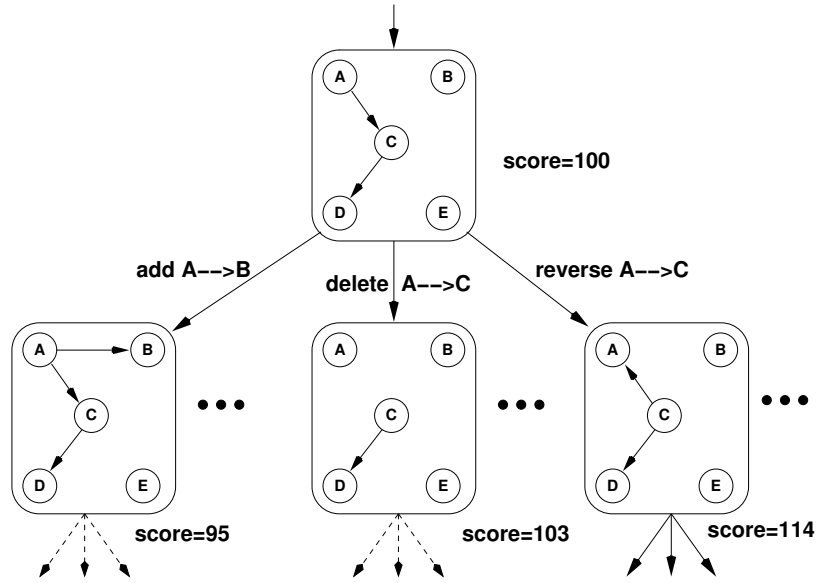 A B
C
score=100
D E
add A-->B
delete A-->C
reverse A-->C
A B
C
D E
score=95
A B
C
D E
score=103
A B
C
D E
score=114